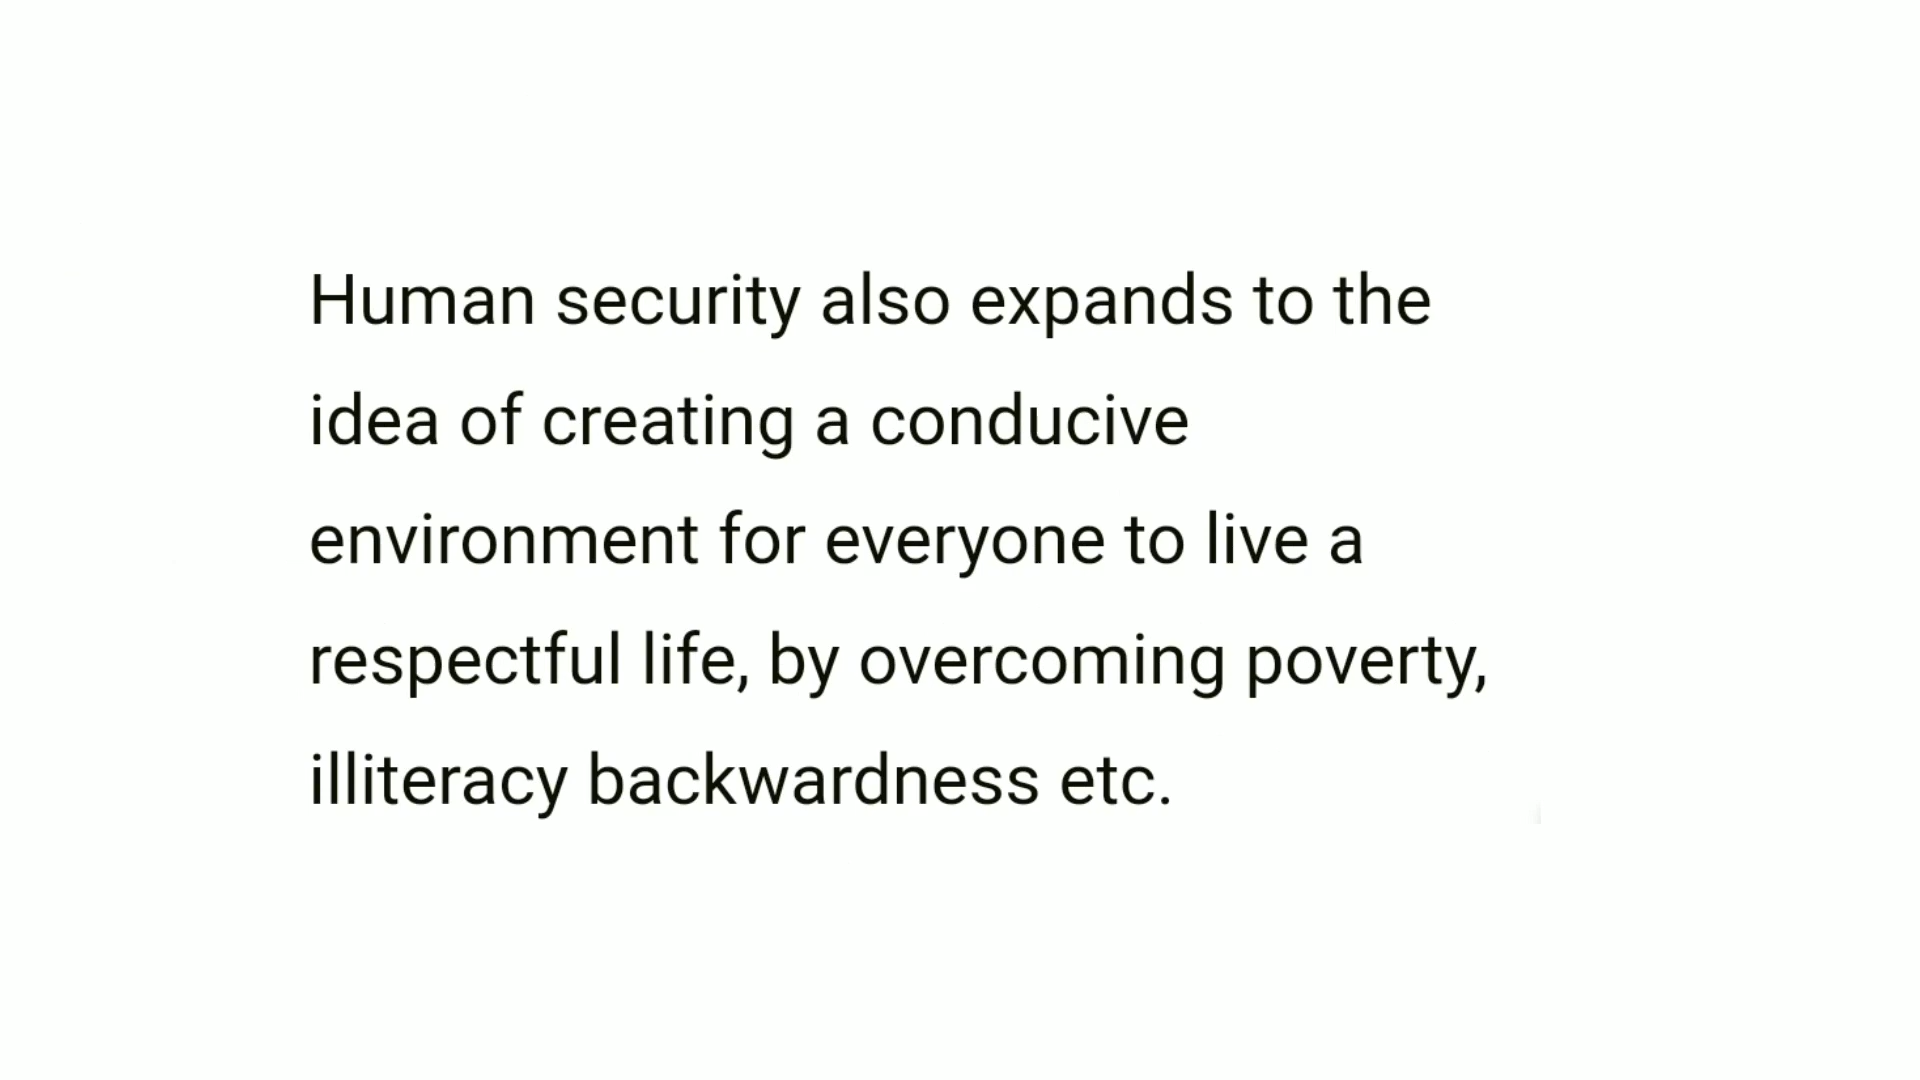 Human security also expands to the
idea of creating a conducive
environment for everyone to live a
respectful life, by overcoming poverty,
illiteracy backwardness etc.